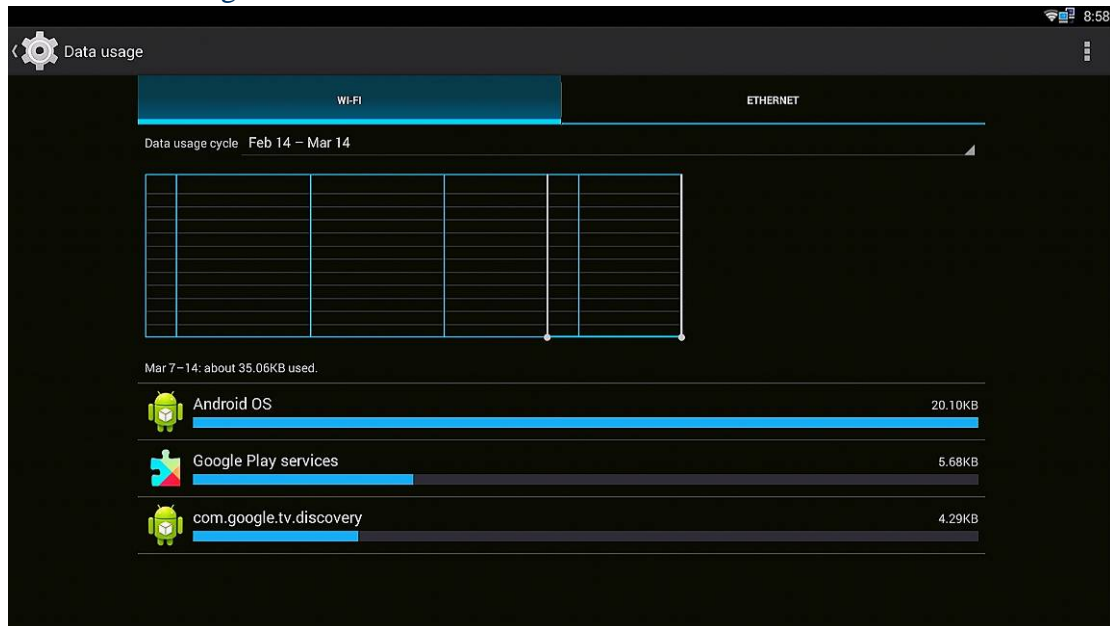 8:58
Data usage
WI-FI
ETHERNET
Data usage cycle Feb 14 – Mar 14
Mar 7–14: about 35.06KB used.
Android OS
20.10KB
Google Play services
5.68KB
com.google.tv.discovery
4.29KB